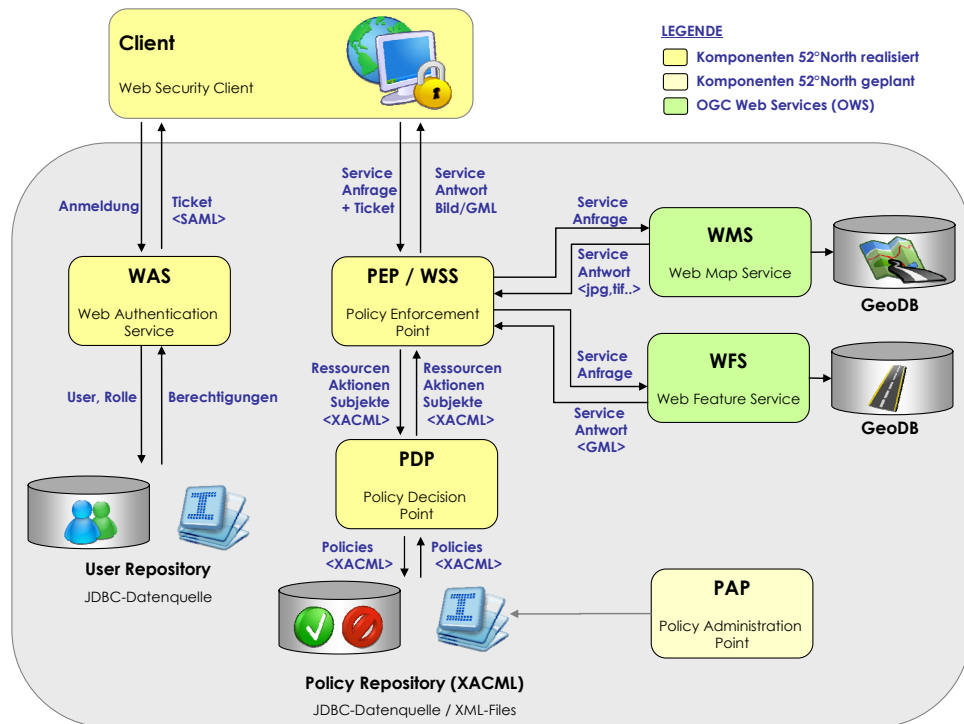 Client
Web Security Client
LEGENDE
Komponenten 52°North realisiert
Komponenten 52°North geplant
OGC Web Services (OWS)
Anmeldung
Ticket
<SAML>
Service
Anfrage
+ Ticket
Service
Antwort
Bild/GML
WAS
Web Authentication
Service
PEP / WSS
Policy Enforcement
Point
Service
Anfrage
Service
Antwort
<jpg,tif..>
WMS
Web Map Service
GeoDB
Service
Anfrage
Service
Antwort
<GML>
WFS
Web Feature Service
GeoDB
User, Rolle
Berechtigungen
Ressourcen
Aktionen
Subjekte
<XACML>
Ressourcen
Aktionen
Subjekte
<XACML>
PDP
Policy Decision
Point
I
User Repository
JDBC-Datenquelle
Policies
<XACML>
Policies
<XACML>
I
PAP
Policy Administration
Point
Policy Repository (XACML)
JDBC-Datenquelle / XML-Files